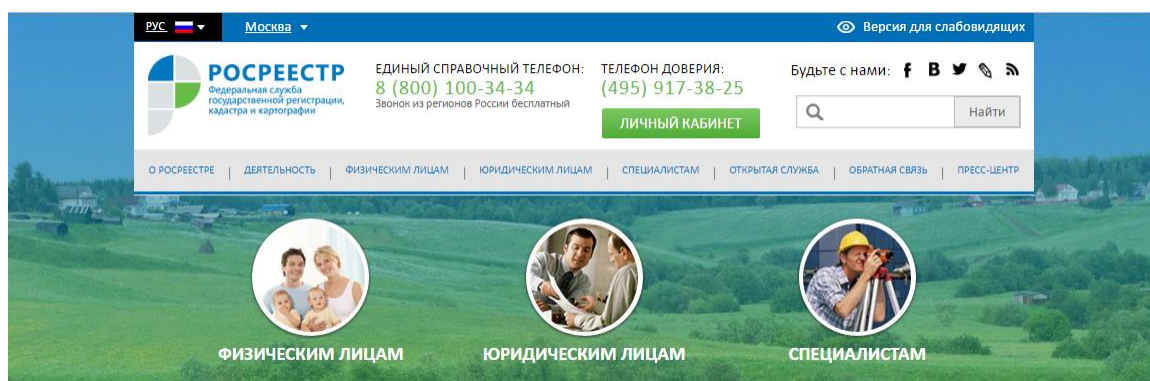 РУС
Москва
Версия для слабовидящих
РОСРЕЕСТР
Федеральная служба
государственной регистрации,
кадастра и картографии
ЕДИНЫЙ СПРАВОЧНЫЙ ТЕЛЕФОН:
8 (800) 100-34-34
Звонок из регионов России бесплатный
ТЕЛЕФОН ДОВЕРИЯ:
(495) 917-38-25
ЛИЧНЫЙ КАБИНЕТ
Будьте с нами:
Найти
О РОСРЕЕСТРЕ | ДЕЯТЕЛЬНОСТЬ | ФИЗИЧЕСКИМ ЛИЦАМ | ЮРИДИЧЕСКИМ ЛИЦАМ | СПЕЦИАЛИСТАМ | ОТКРЫТАЯ СЛУЖБА | ОБРАТНАЯ СВЯЗЬ | ПРЕСС-ЦЕНТР
ФИЗИЧЕСКИМ ЛИЦАМ
ЮРИДИЧЕСКИМ ЛИЦАМ
СПЕЦИАЛИСТАМ